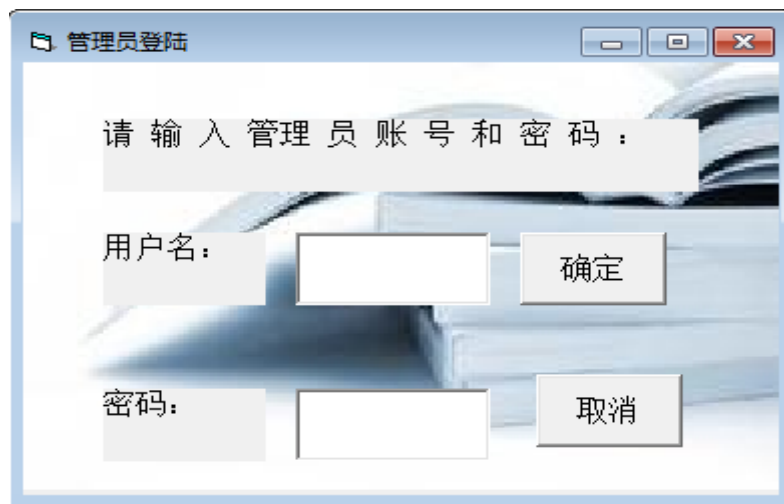 管理员登陆
请 输 入 管理 员 账 号 和 密 码 ：
用户名：
确定
密码：
取消